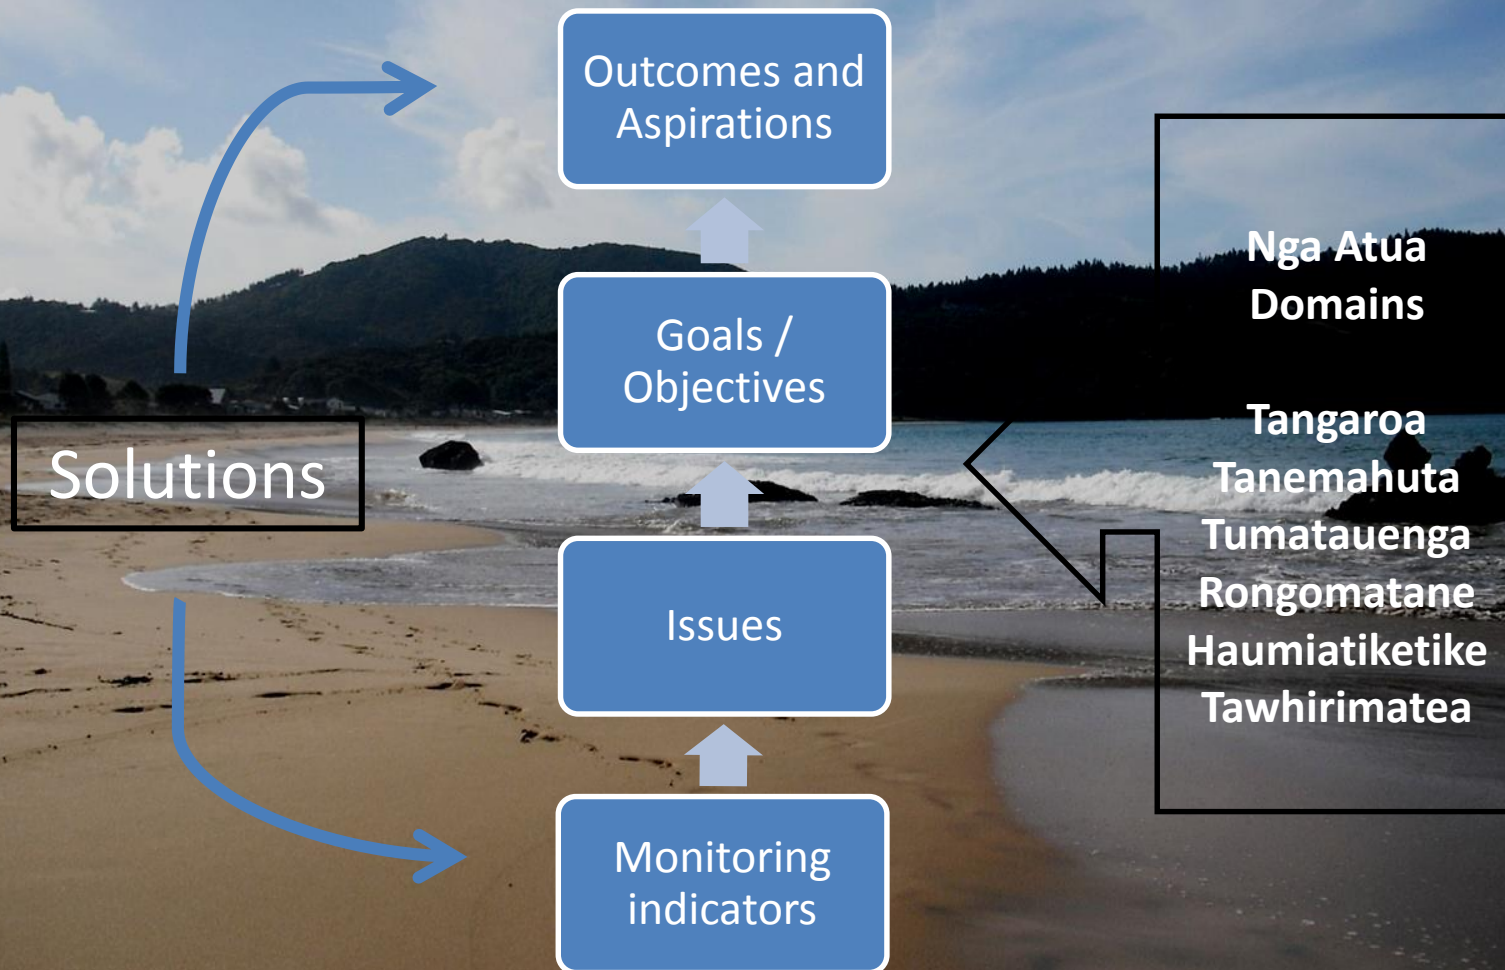 Outcomes and
Aspirations
Goals /
Objectives
Issues
Monitoring
indicators
Solutions
Nga Atua
Domains
Tangaroa
Tanemahuta
Tumatauenga
Rongomatane
Haumiatiketike
Tawhirimatea